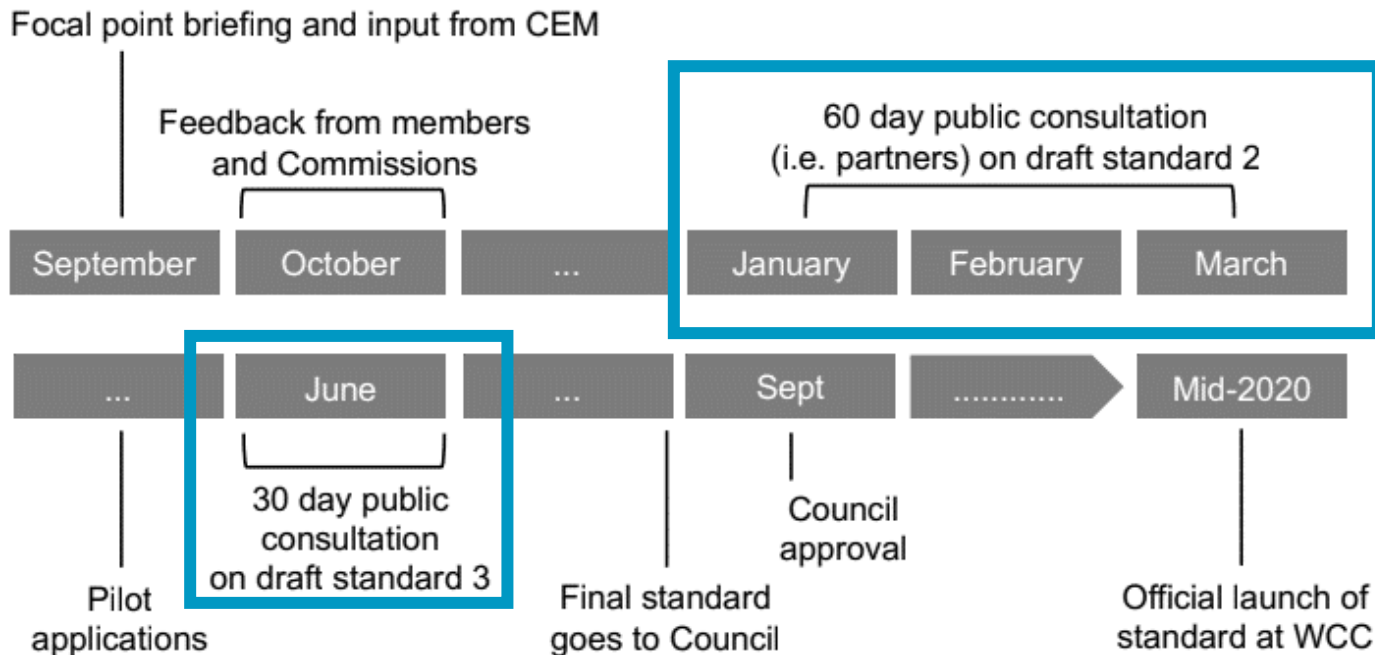 Focal point briefing and input from CEM
Feedback from members
and Commissions
60 day public consultation
(i.e. partners) on draft standard 2
September
October
...
January
February
March
...
June
...
Sept
............
Mid-2020
30 day public
consultation
on draft standard 3
Council
approval
Pilot
applications
Final standard
goes to Council
Official launch of
standard at WCC